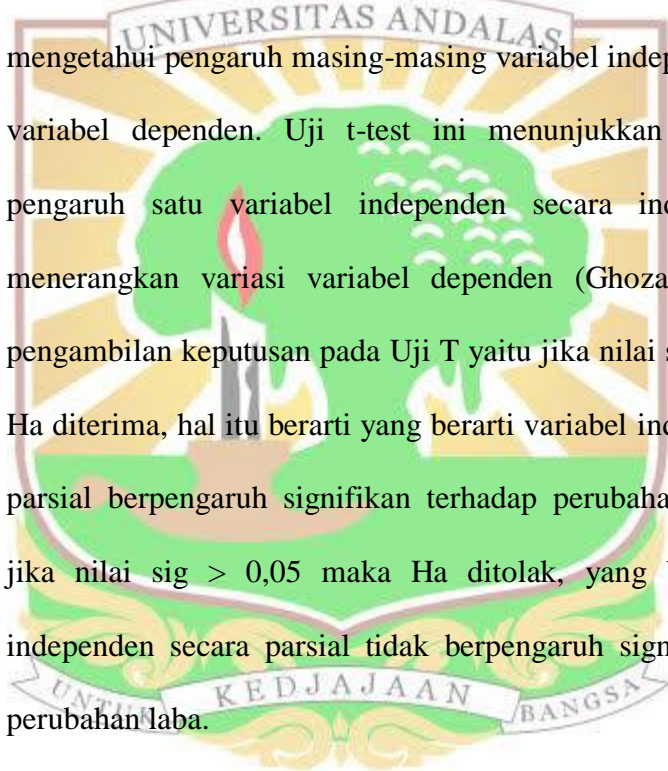 UNIVERSITAS ANDALAS
mengetahui pengaruh masing-masing variabel indep
variabel dependen. Uji t-test ini menunjukkan
pengaruh satu variabel independen secara ind
menerangkan variasi variabel dependen (Ghoza
pengambilan keputusan pada Uji T yaitu jika nilai s
Ha diterima, hal itu berarti yang berarti variabel ind
parsial berpengaruh signifikan terhadap perubaha
jika nilai sig > 0,05 maka Ha ditolak, yang b
independen secara parsial tidak berpengaruh sign
UNTUK KEDJAJAAN BANGSA
perubahan laba.